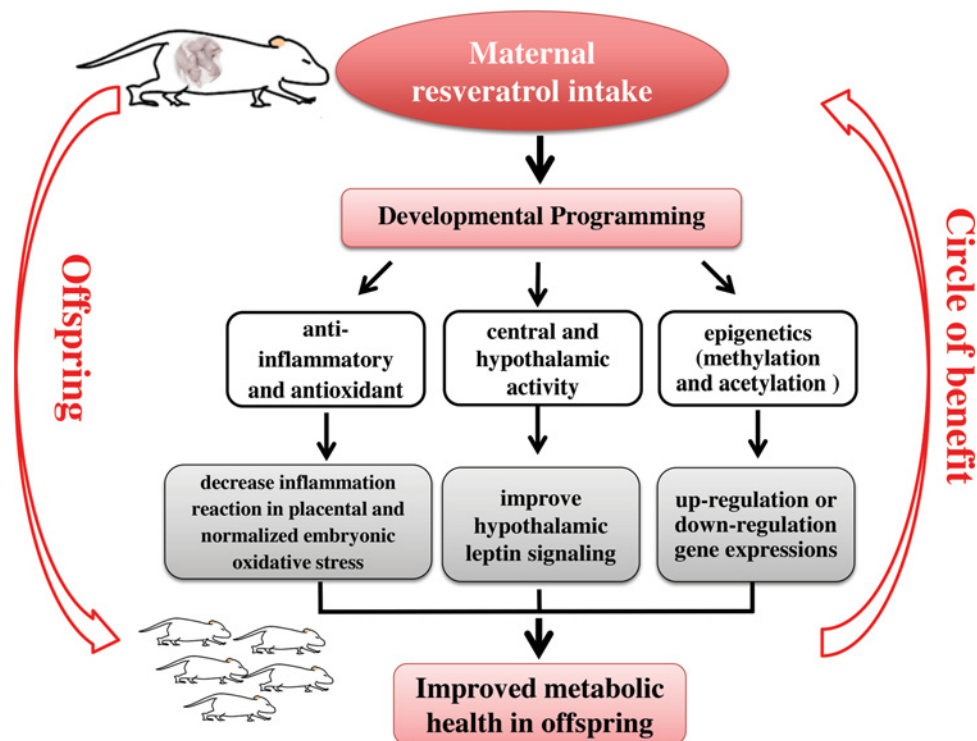 Maternal
resveratrol intake
Developmental Programming
Offspring
Circle of benefit
anti-
inflammatory
and antioxidant
central and
hypothalamic
activity
epigenetics
(methylation
and acetylation )
decrease inflammation
reaction in placental and
normalized embryonic
oxidative stress
improve
hypothalamic
leptin signaling
up-regulation or
down-regulation
gene expressions
Improved metabolic
health in offspring